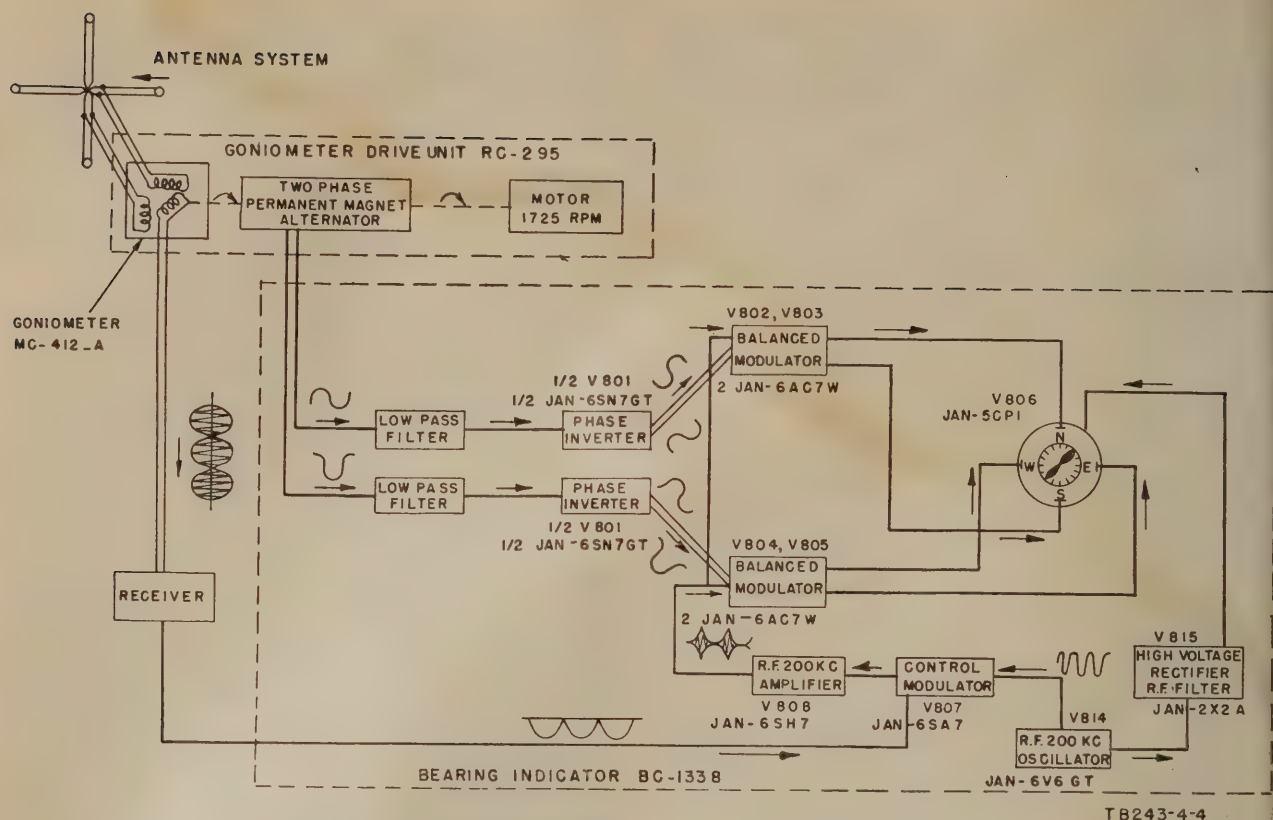 ANTENNA SYSTEM
GONIOMETER DRIVE UNIT RC-295
TWO PHASE
PERMANENT MAGNET
ALTERNATOR
MOTOR
1725 RPM
GONIOMETER
MC-412_A
V802, V803
BALANCED
MODULATOR
2 JAN-6AC7W
1/2 V801
1/2 JAN-6SN7GT
LOW PASS
FILTER
PHASE
INVERTER
V806
JAN-5CP1
N
W
E
S
LOW PASS
FILTER
PHASE
INVERTER
1/2 V801
1/2 JAN-6SN7GT
V804, V805
BALANCED
MODULATOR
2 JAN-6AC7W
RECEIVER
R.F. 200 KC
AMPLIFIER
V808
JAN-6SH7
CONTROL
MODULATOR
V807
JAN-6SA7
V814
R.F. 200 KC
OSCILLATOR
JAN-6V6 GT
V815
HIGH VOLTAGE
RECTIFIER
R.F. FILTER
JAN-2X2A
BEARING INDICATOR BC-1338
TB243-4-4